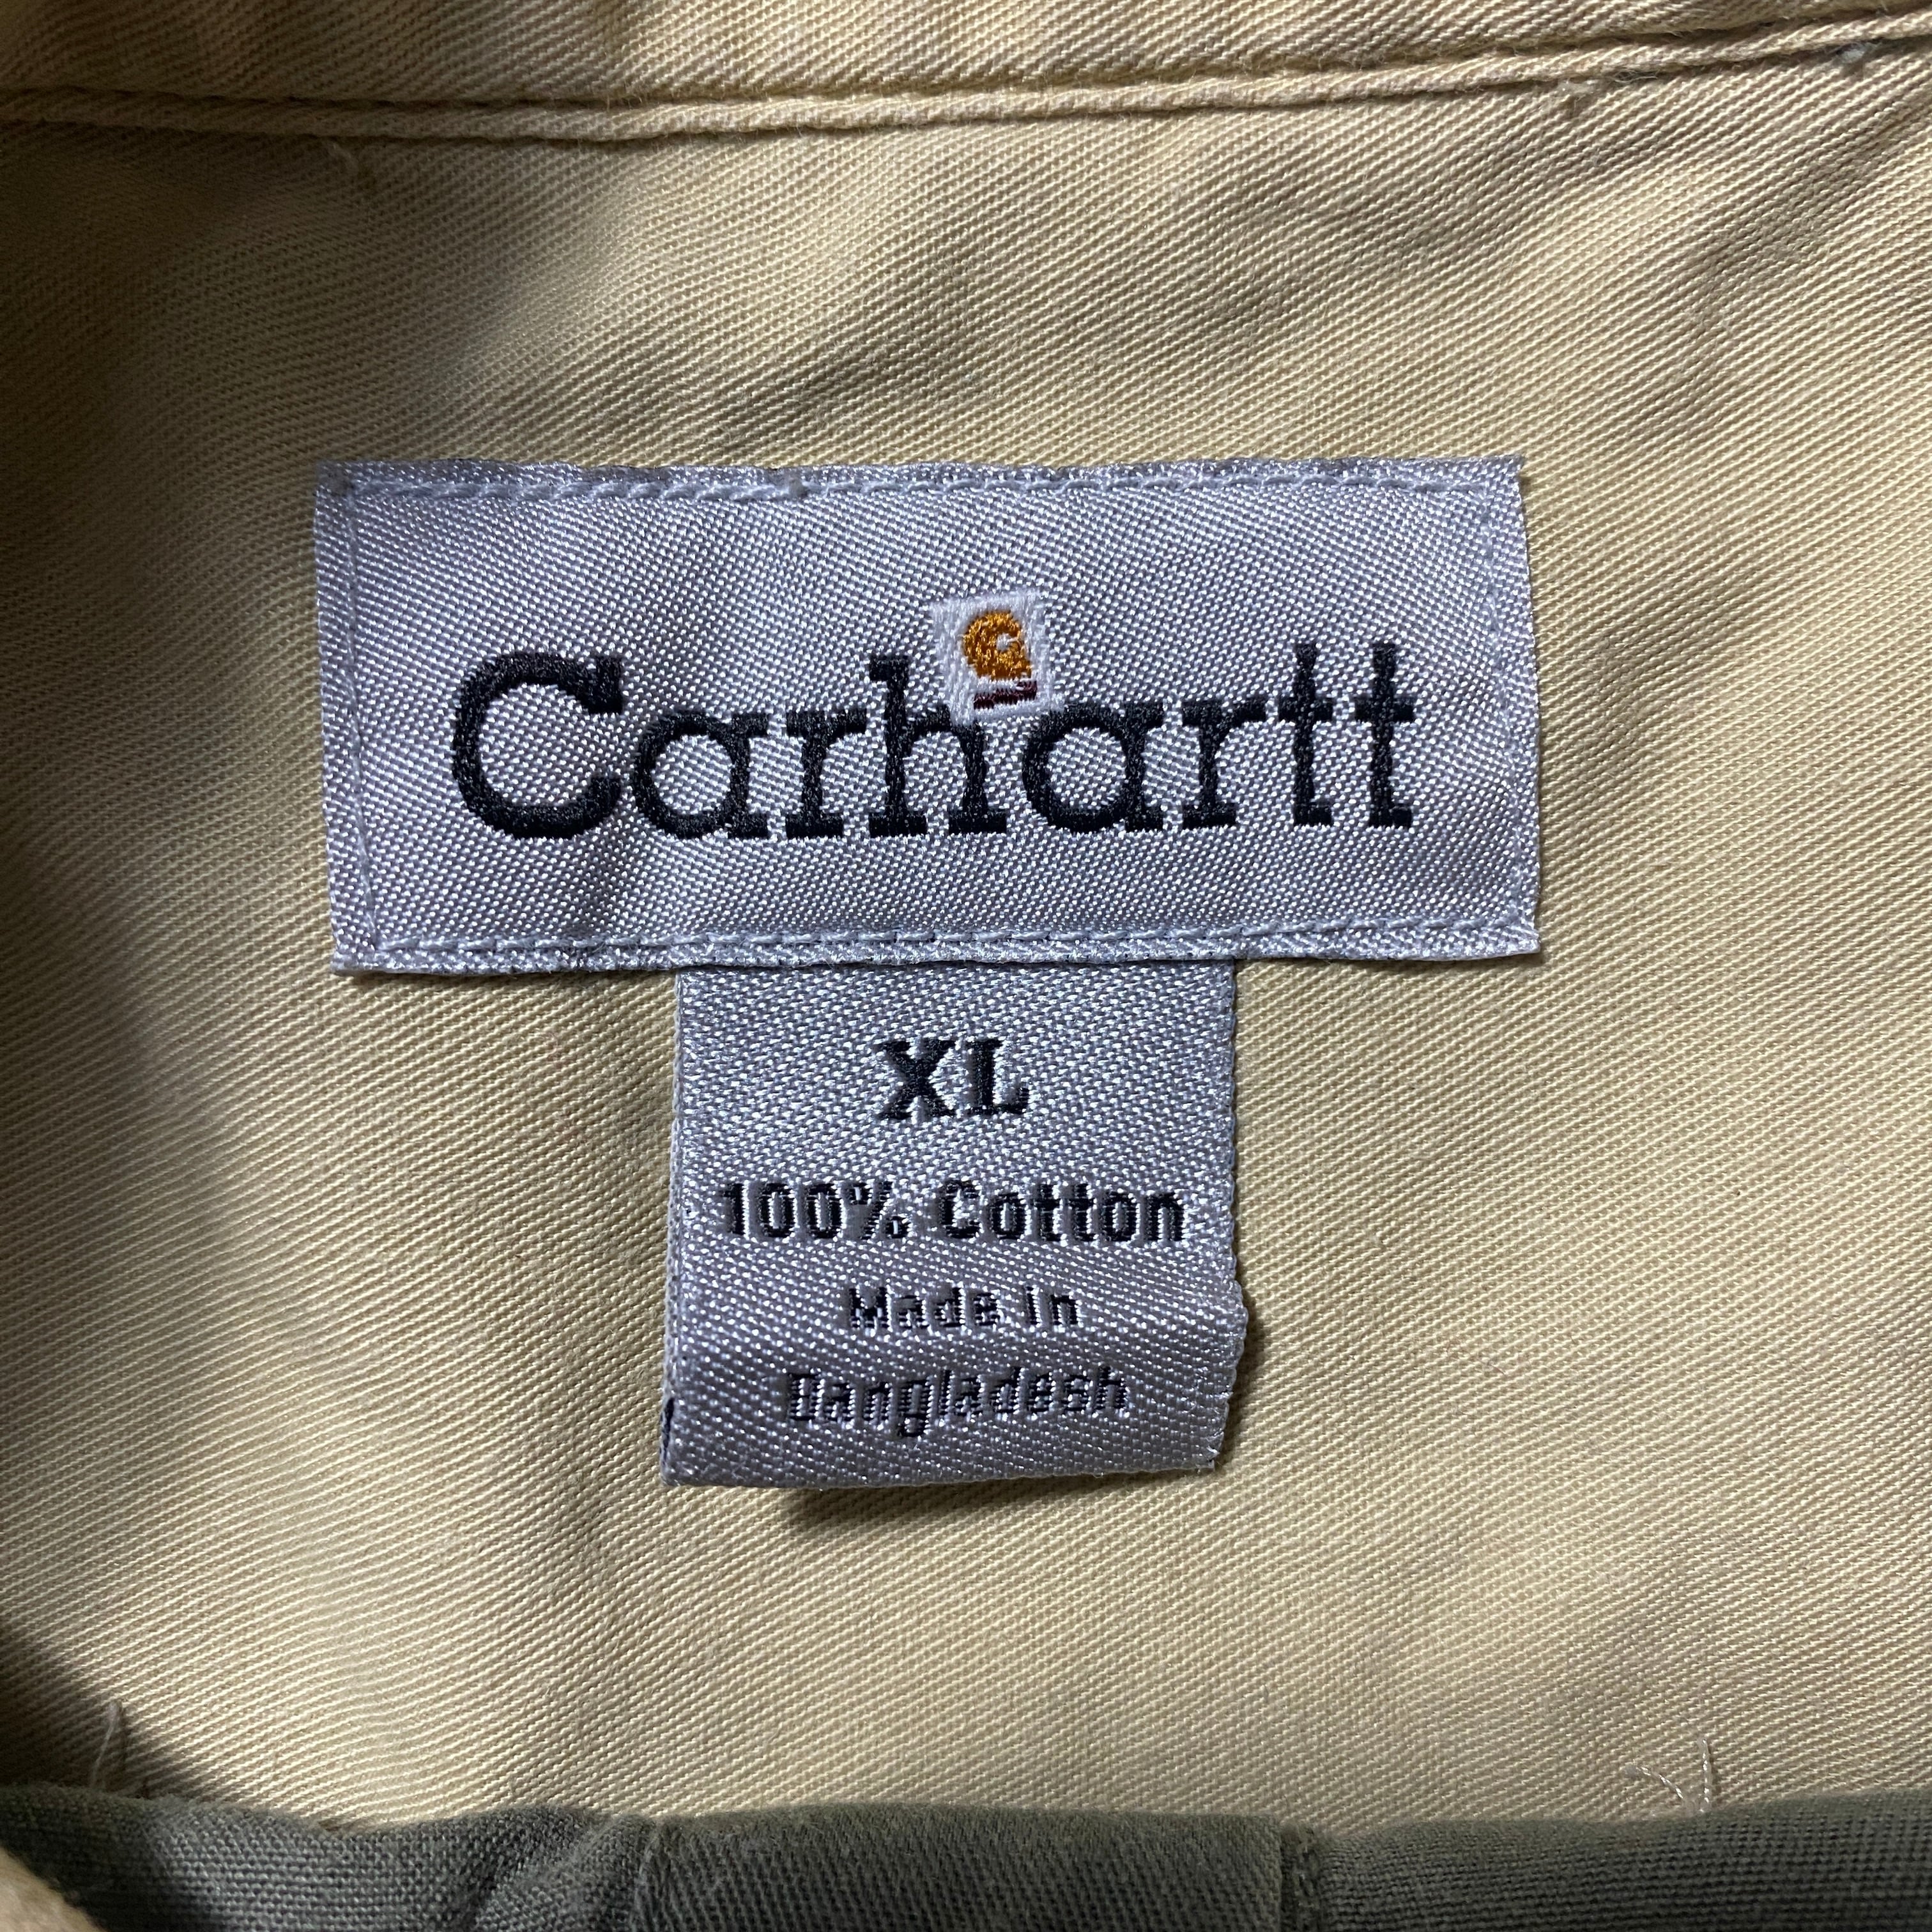 Carhartt
XL
100% Cotton
Made in
Bangladesh